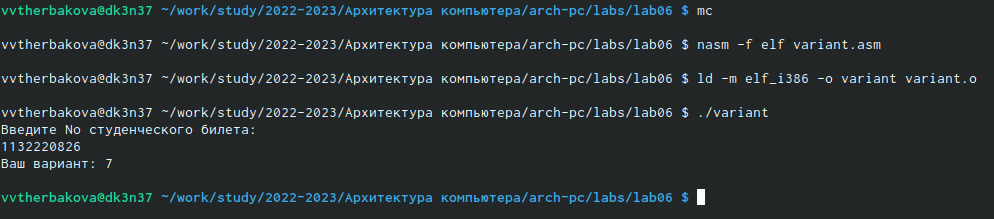 vvtherbakova@dk3n37 ~/work/study/2022-2023/Архитектура компьютера/arch-pc/labs/lab06 $ mc
vvtherbakova@dk3n37 ~/work/study/2022-2023/Архитектура компьютера/arch-pc/labs/lab06 $ nasm -f elf variant.asm
vvtherbakova@dk3n37 ~/work/study/2022-2023/Архитектура компьютера/arch-pc/labs/lab06 $ ld -m elf_i386 -o variant variant.o
vvtherbakova@dk3n37 ~/work/study/2022-2023/Архитектура компьютера/arch-pc/labs/lab06 $ ./variant
Введите No студенческого билета:
1132220826
Ваш вариант: 7
vvtherbakova@dk3n37 ~/work/study/2022-2023/Архитектура компьютера/arch-pc/labs/lab06 $